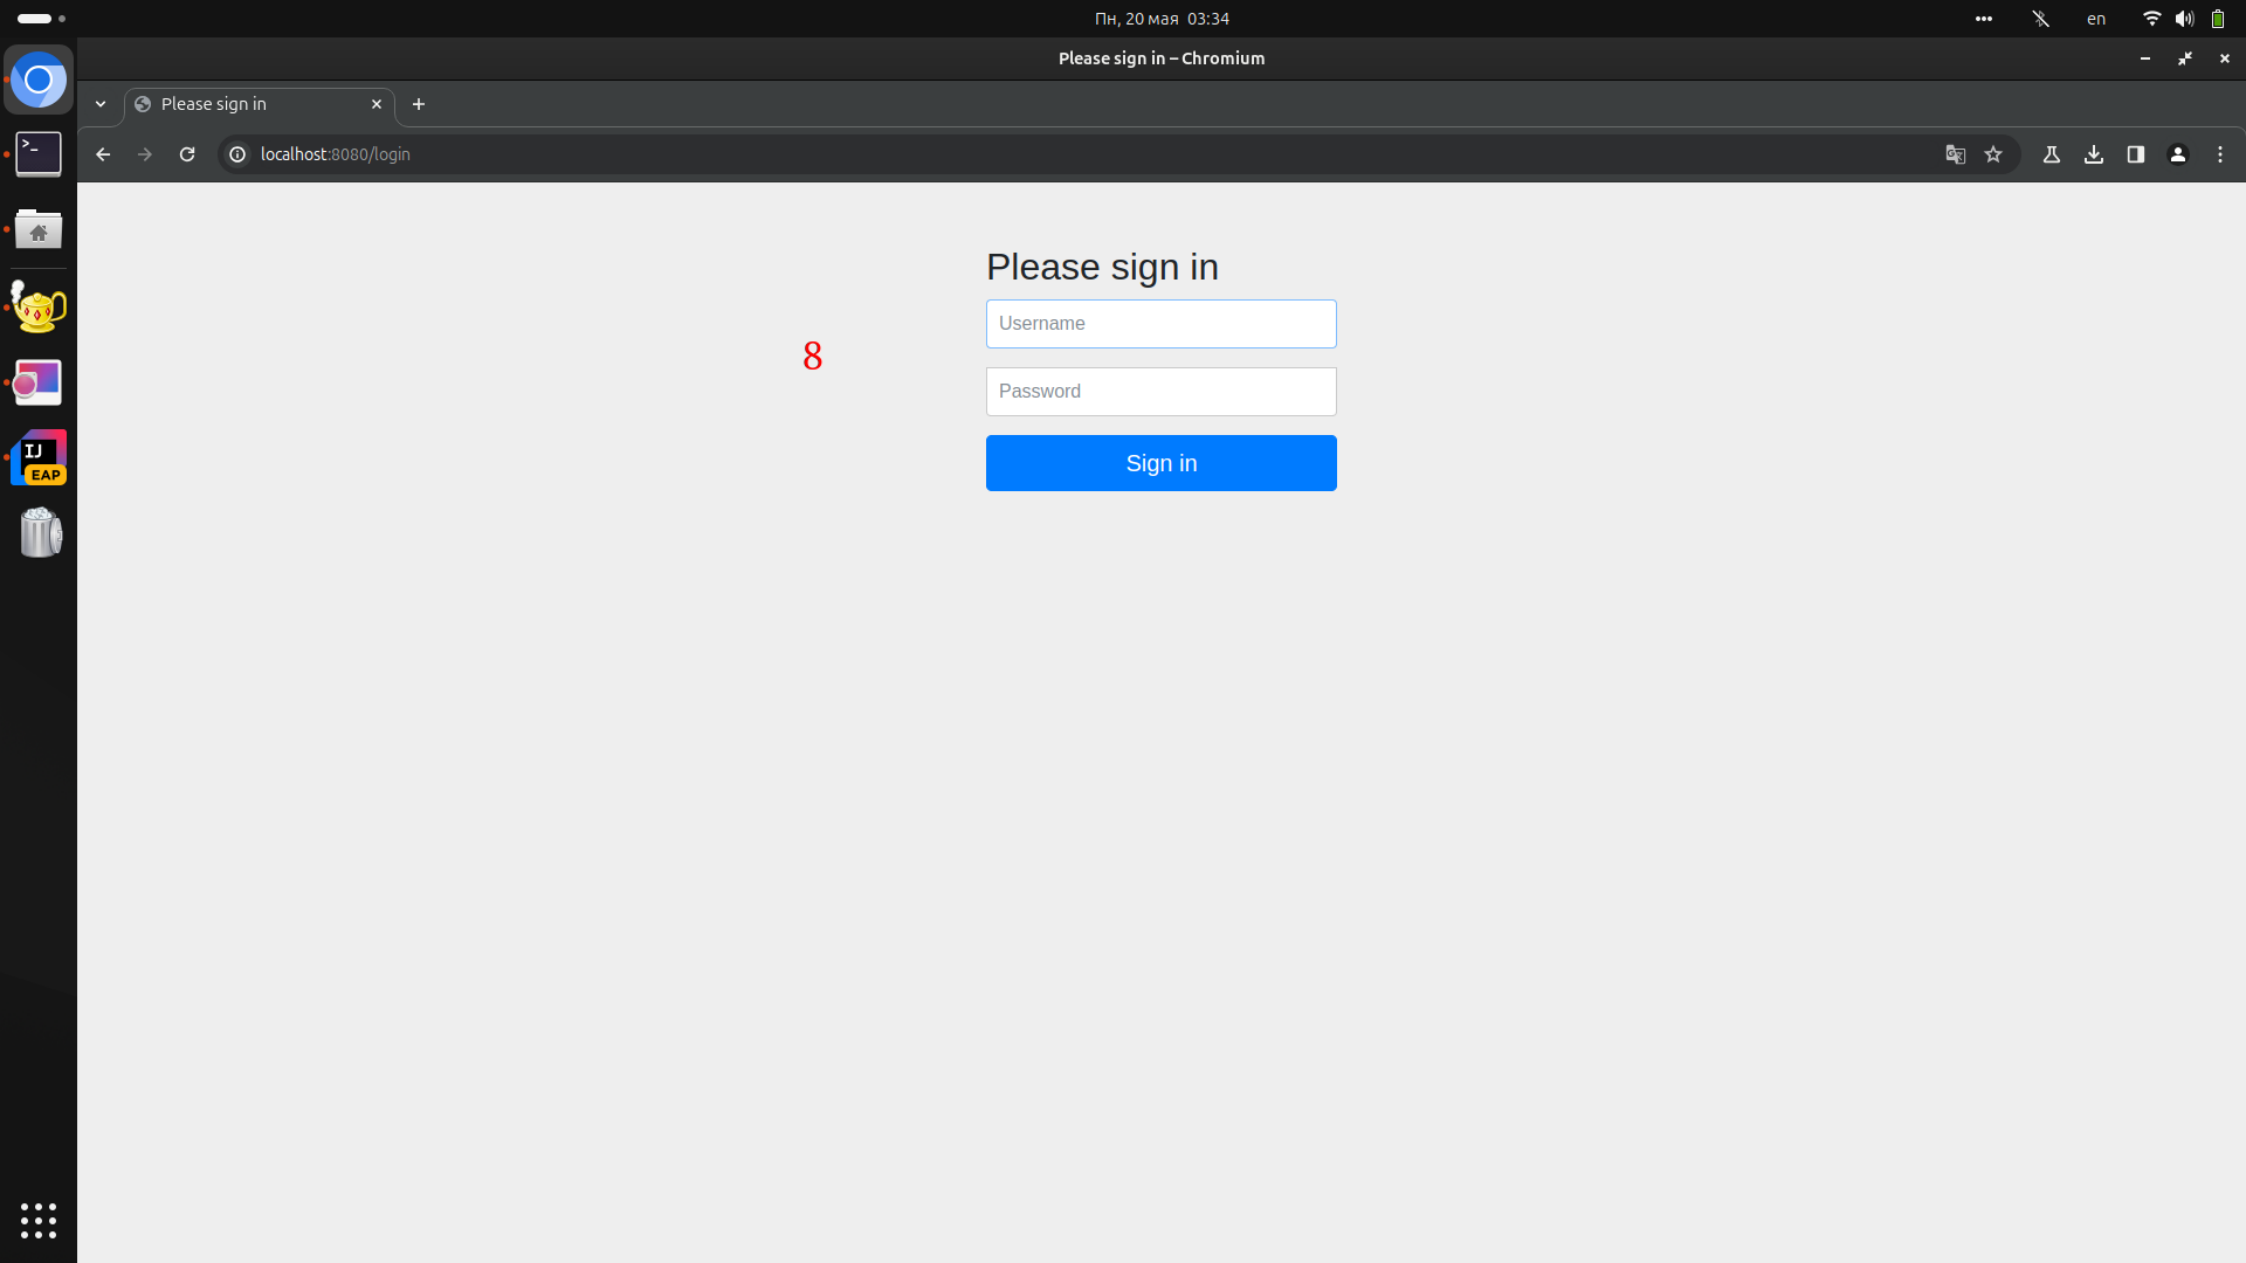 Пн, 20 мая 03:34
en
Please sign in – Chromium
Please sign in
localhost:8080/login
Please sign in
Username
8
Password
Sign in
>_
IJ
EAP